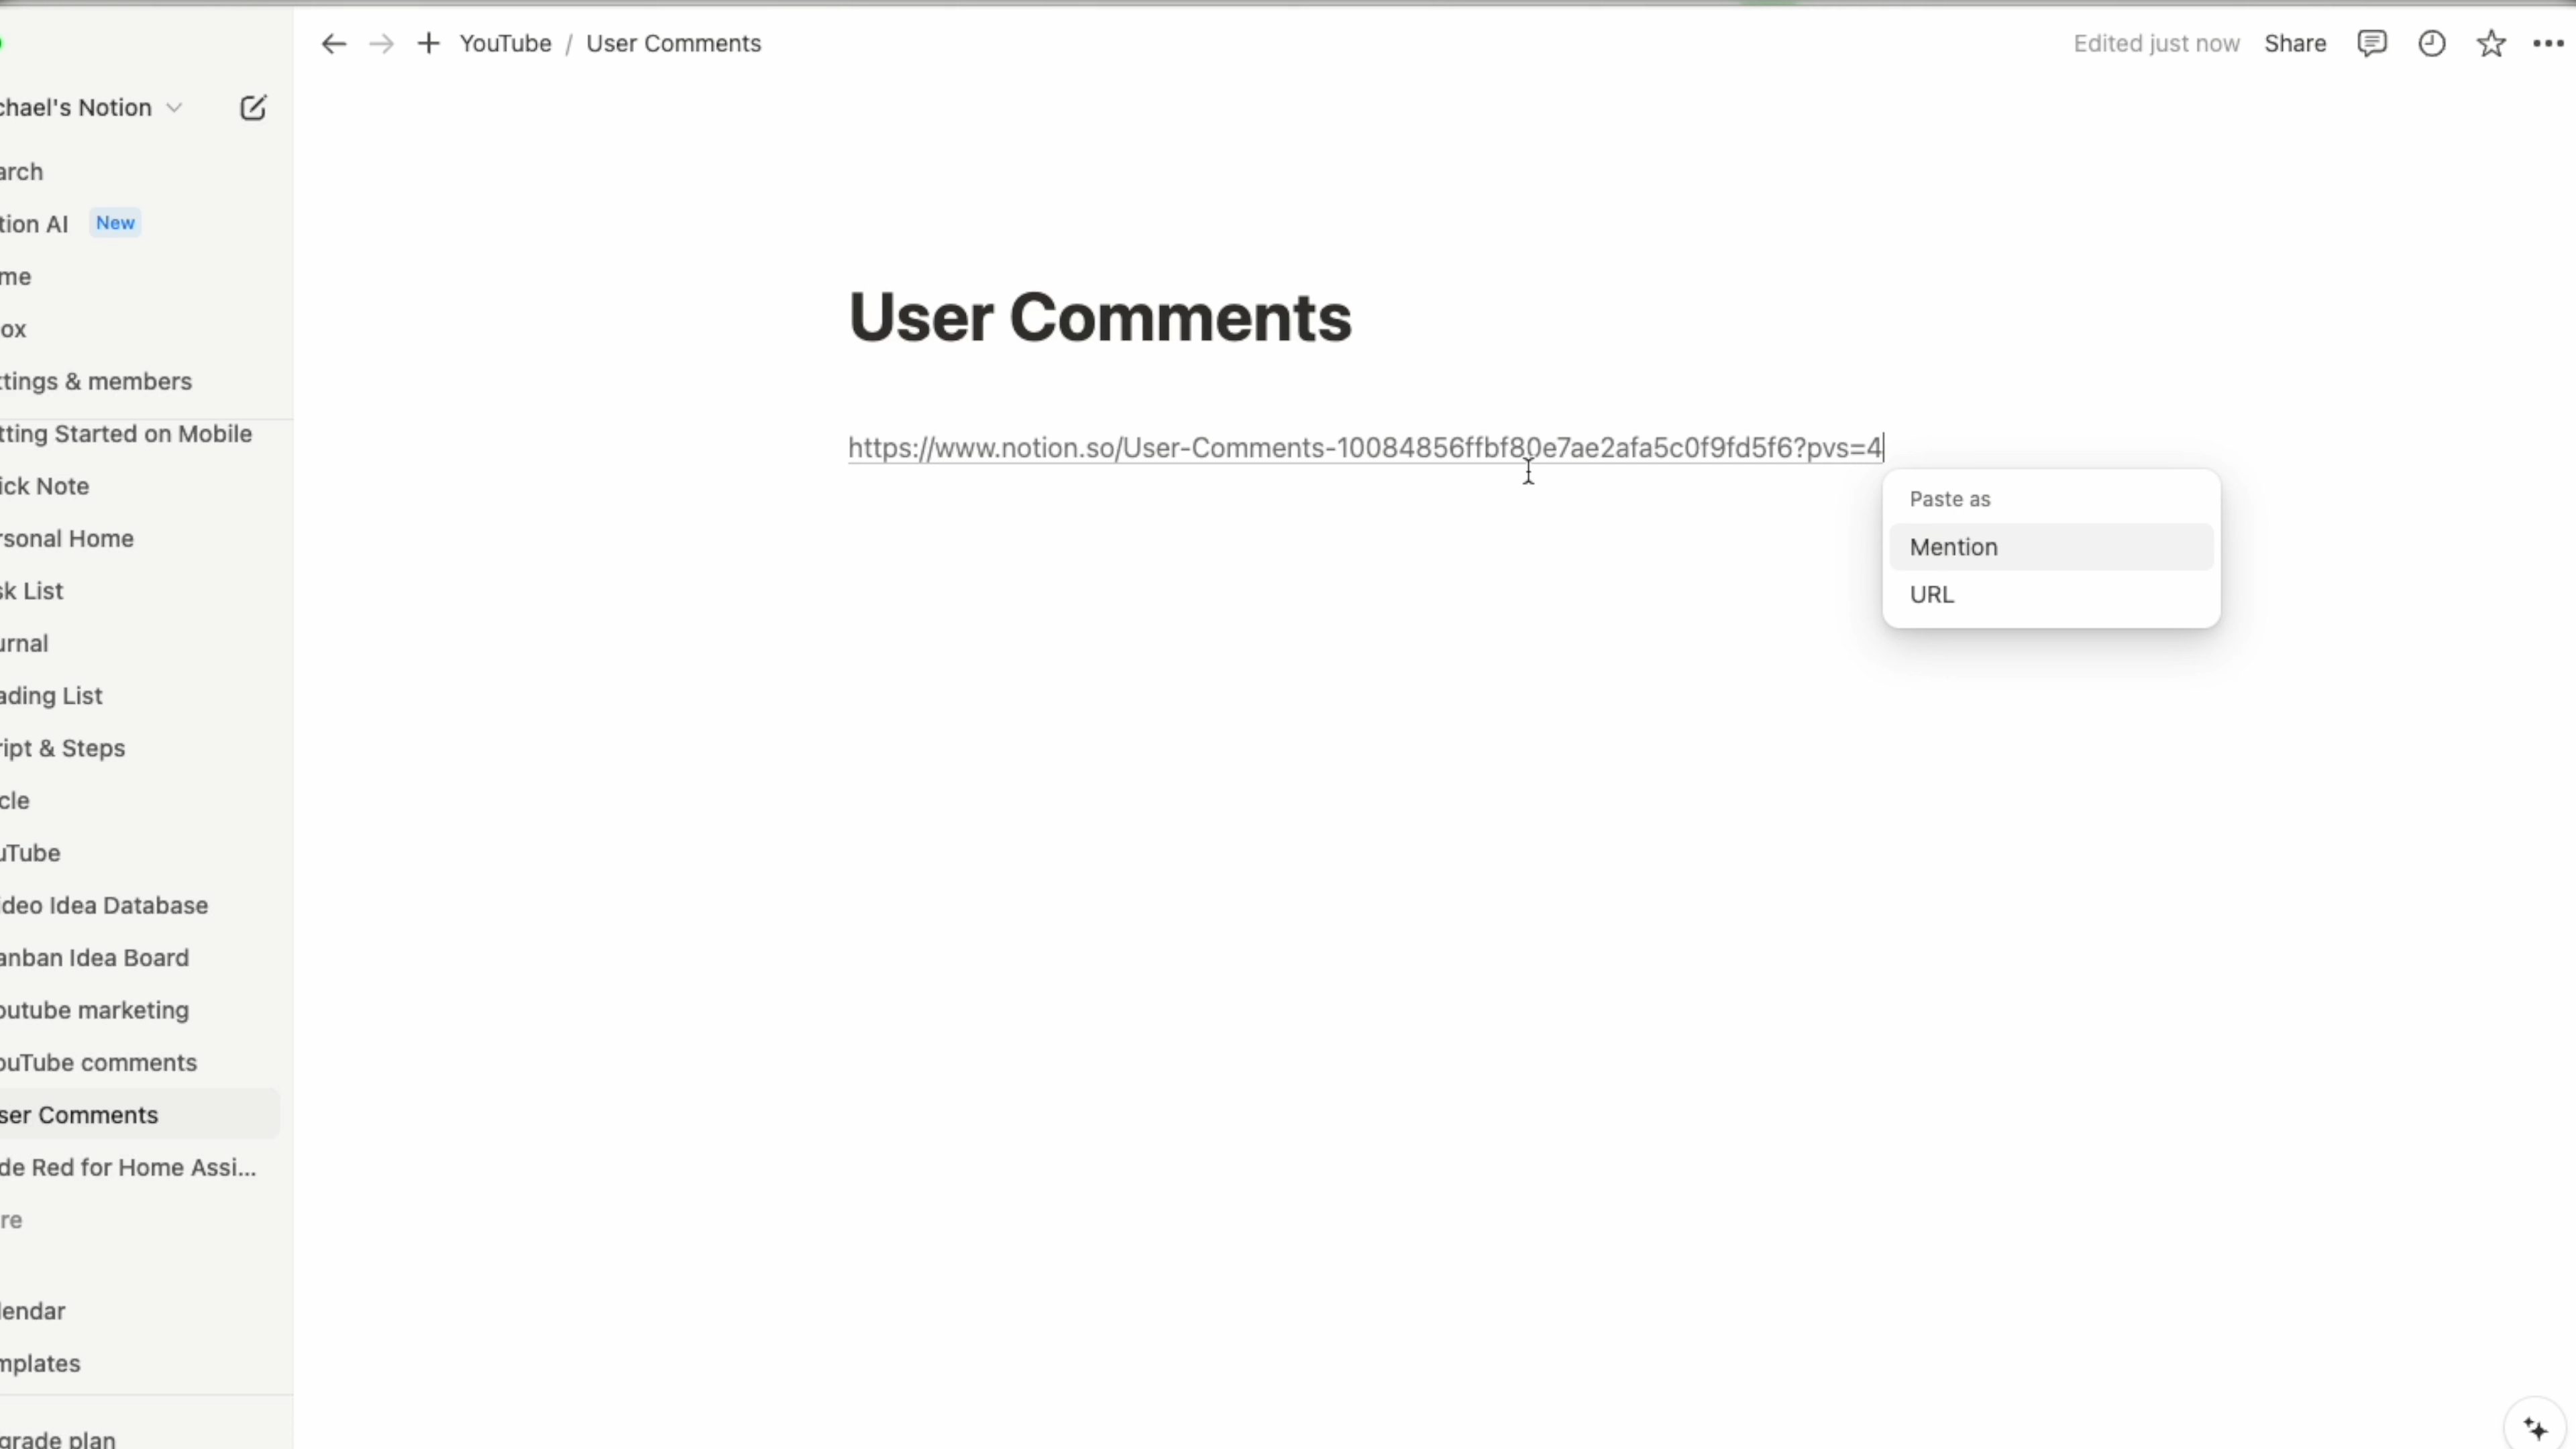 YouTube / User Comments
Edited just now Share
chael's Notion
arch
tion AI New
me
ox
ttings & members
tting Started on Mobile
ick Note
rsonal Home
sk List
urnal
ading List
ript & Steps
cle
uTube
ideo Idea Database
anban Idea Board
outube marketing
ouTube comments
ser Comments
de Red for Home Assi...
re
lendar
mplates
grade plan
User Comments
https://www.notion.so/User-Comments-10084856ffbf80e7ae2afa5c0f9fd5f6?pvs=4
Paste as
Mention
URL